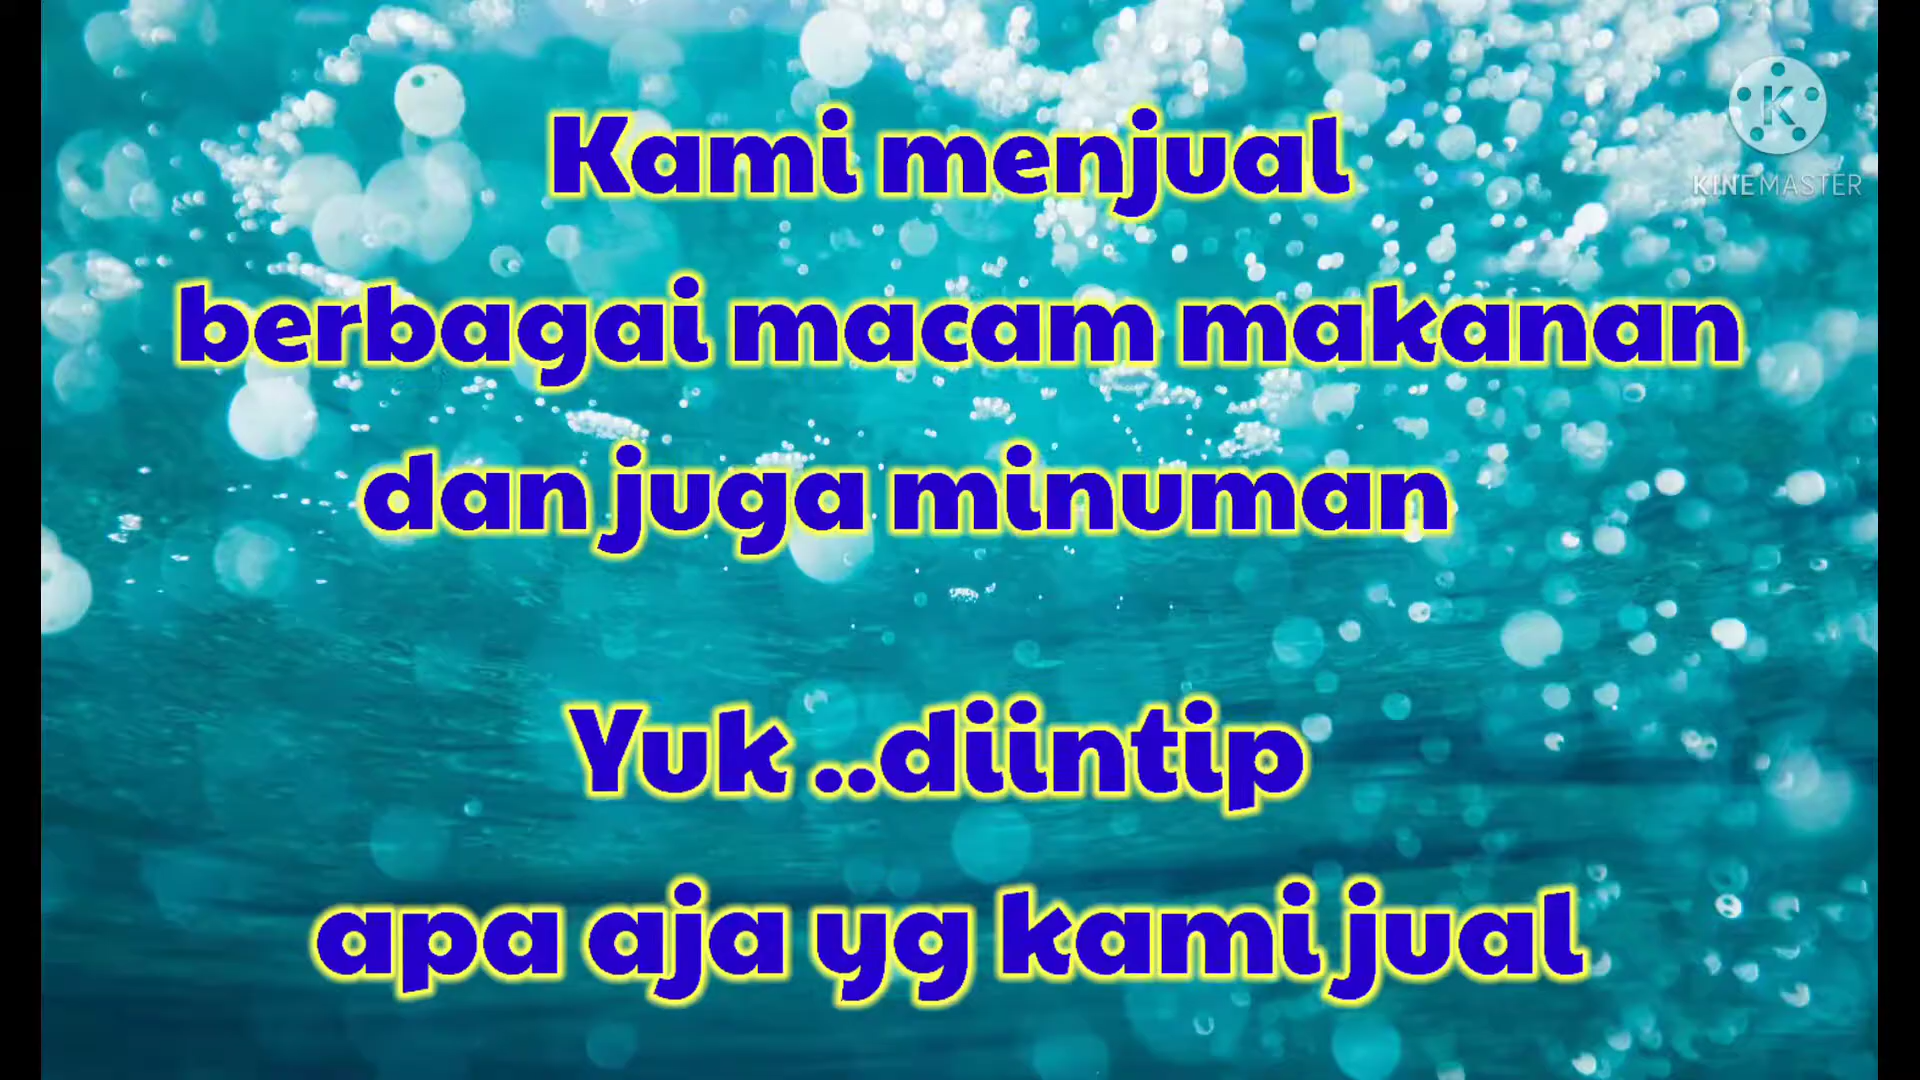 Kami menjual
berbagai macam makanan
dan juga minuman
Yuk ..diintip
apa aja yg kami jual
K
KINEMASTER